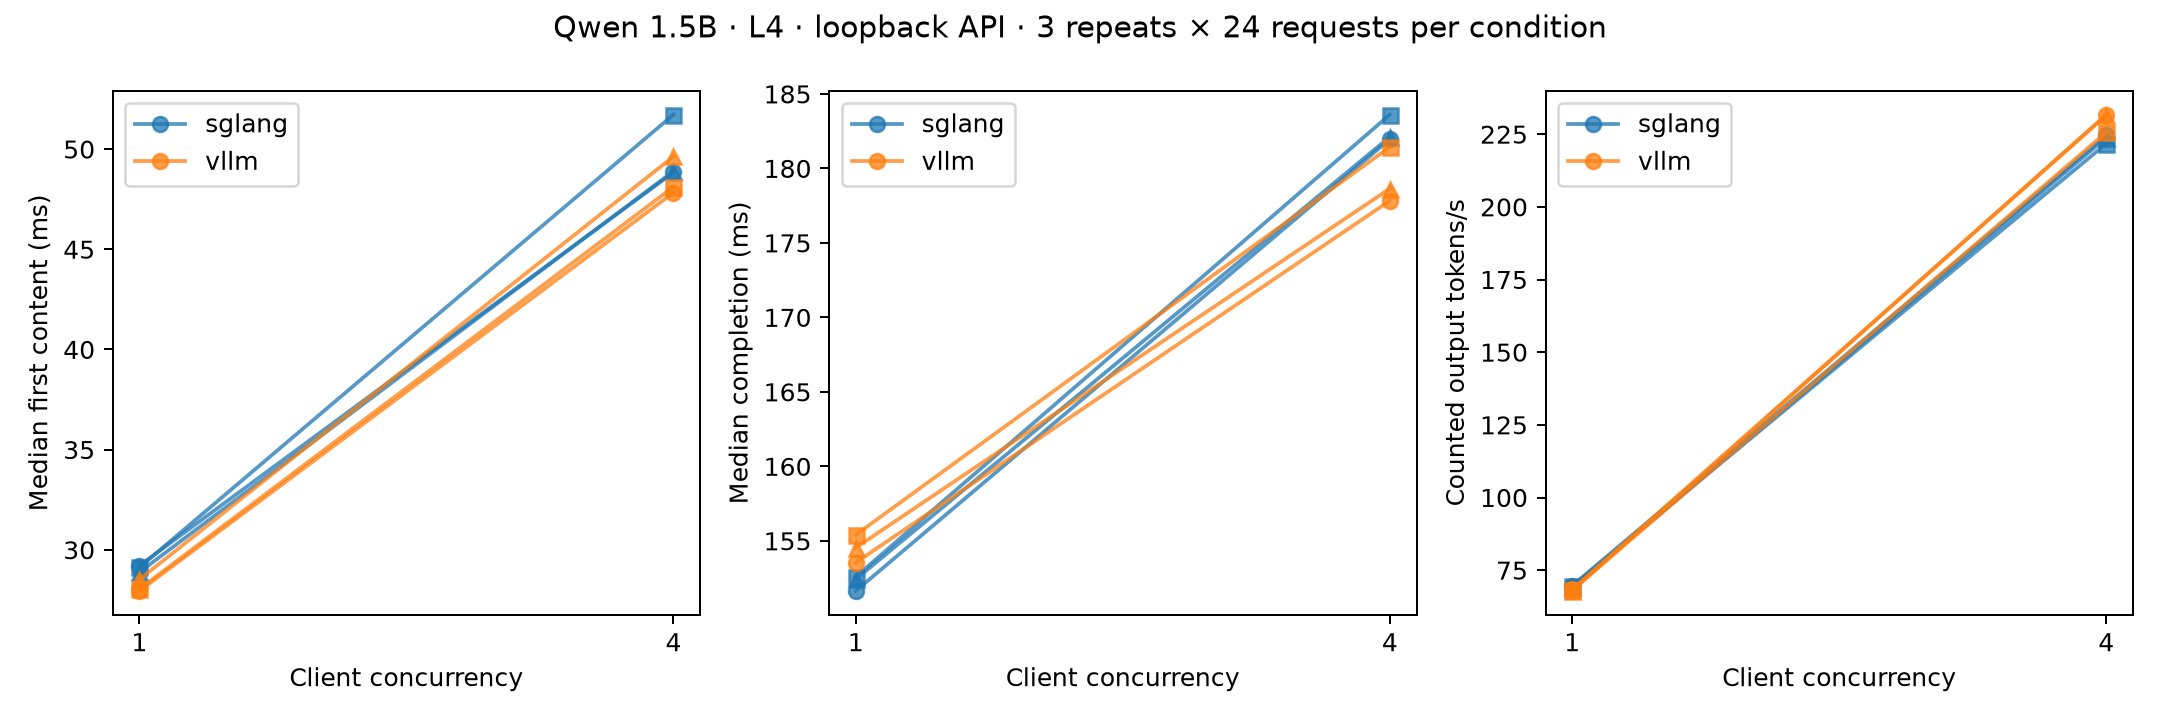 Qwen 1.5B · L4 · loopback API · 3 repeats × 24 requests per condition
sglang
vllm
Median first content (ms)
50
45
40
35
30
1
4
Client concurrency
sglang
vllm
Median completion (ms)
185
180
175
170
165
160
155
1
4
Client concurrency
sglang
vllm
Counted output tokens/s
225
200
175
150
125
100
75
1
4
Client concurrency